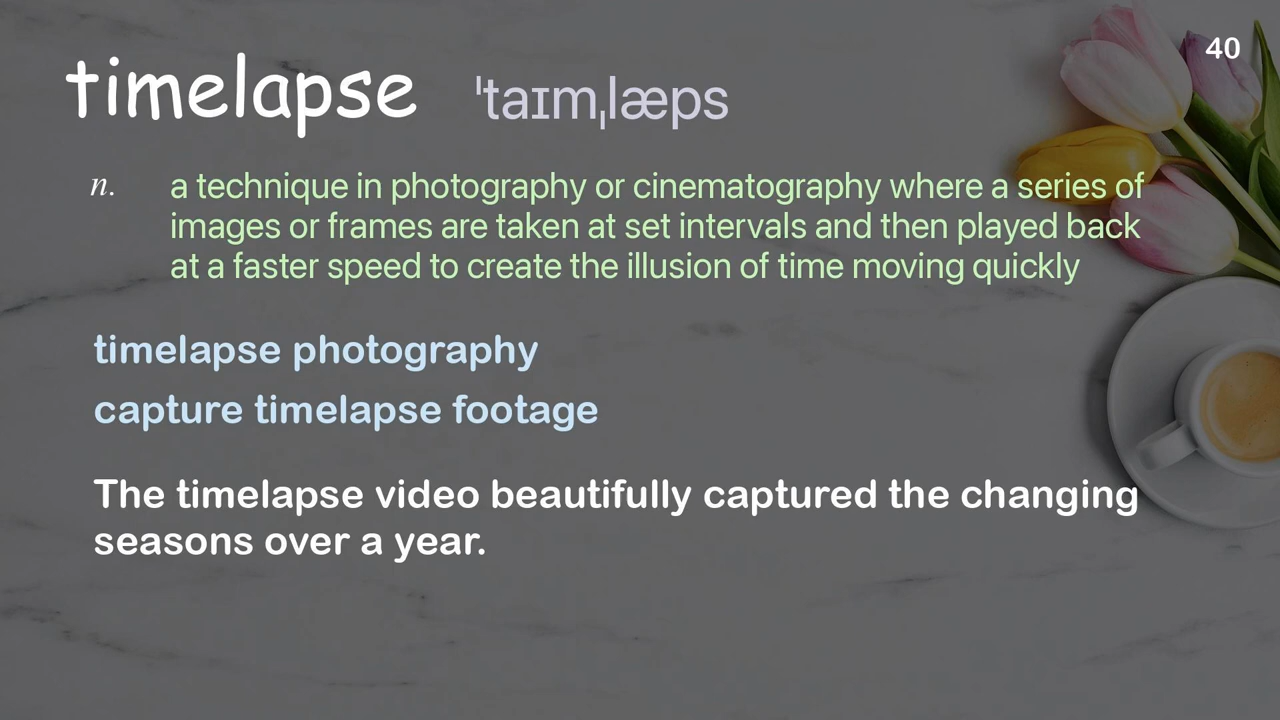 40
timelapse ˈtaɪmˌlæps
n. a technique in photography or cinematography where a series of
images or frames are taken at set intervals and then played back
at a faster speed to create the illusion of time moving quickly
timelapse photography
capture timelapse footage
The timelapse video beautifully captured the changing
seasons over a year.